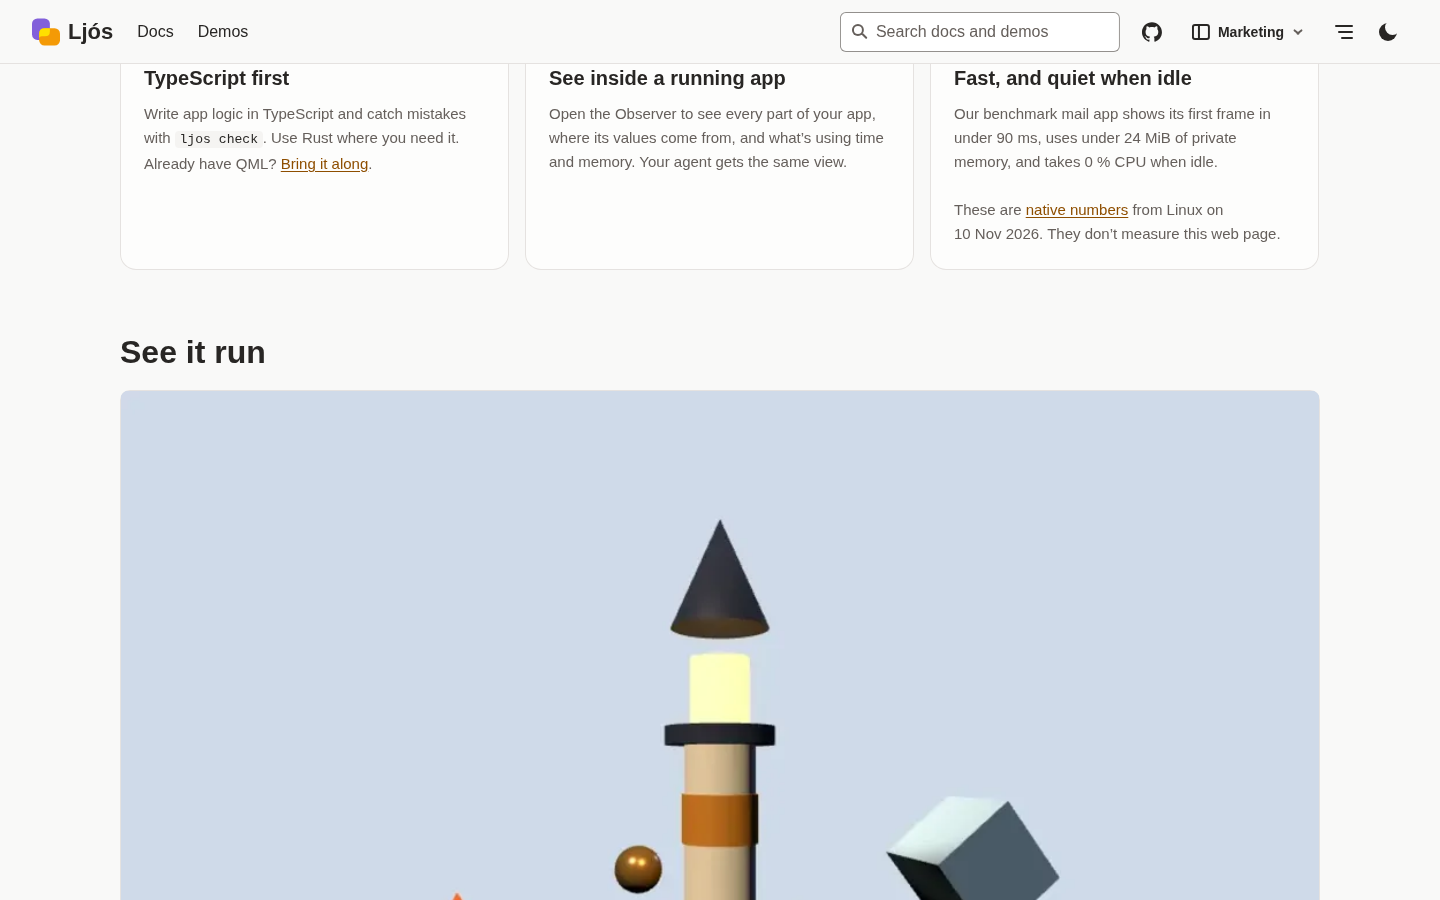 Ljós
Docs
Demos
Search docs and demos
Marketing
TypeScript first
Write app logic in TypeScript and catch mistakes
with ljos check. Use Rust where you need it.
Already have QML? Bring it along.
See inside a running app
Open the Observer to see every part of your app,
where its values come from, and what’s using time
and memory. Your agent gets the same view.
Fast, and quiet when idle
Our benchmark mail app shows its first frame in
under 90 ms, uses under 24 MiB of private
memory, and takes 0 % CPU when idle.
These are native numbers from Linux on
10 Nov 2026. They don’t measure this web page.
See it run